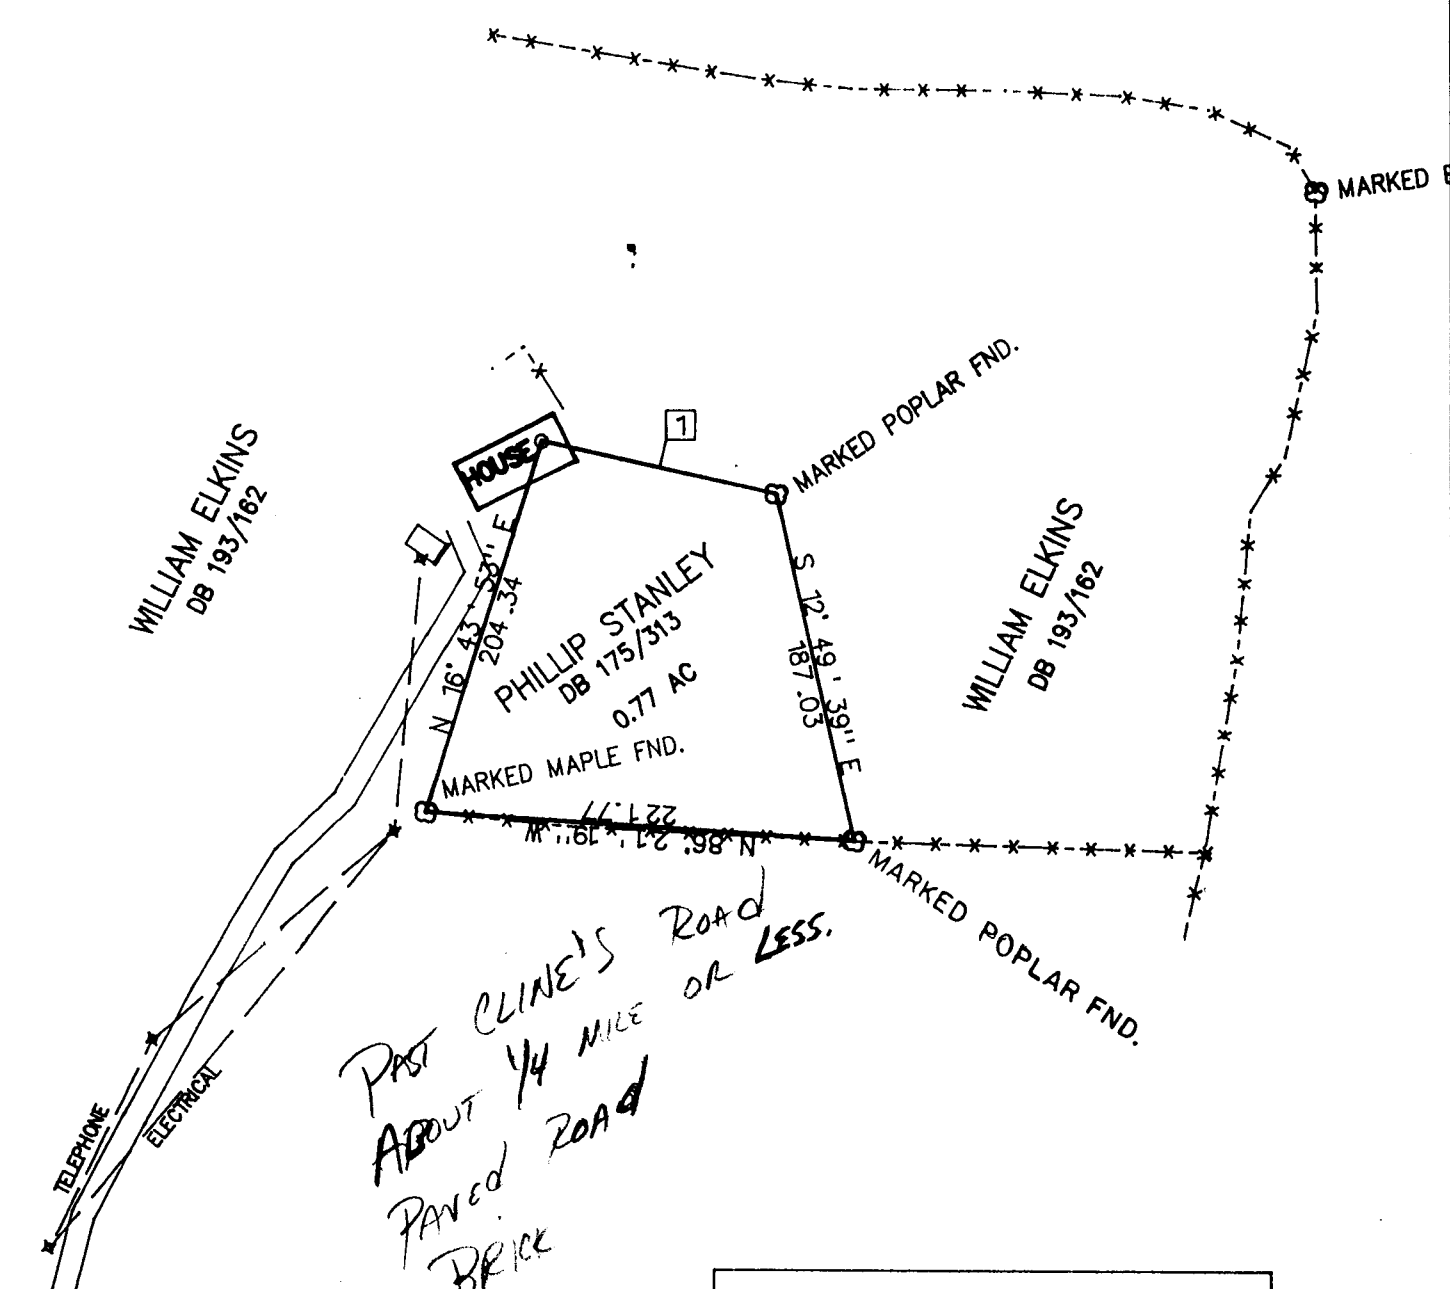 MARKED
1
MARKED POPLAR FND.
HOUSE
WILLIAM ELKINS
DB 193/162
N 16° 43' 53'' E
204.34
PHILLIP STANLEY
DB 175/313
0.77 AC
S 12° 49' 39'' E
187.03
WILLIAM ELKINS
DB 193/162
MARKED MAPLE FND.
221.77
N 86° 21' 19'' W
MARKED POPLAR FND.
PAST CLINE'S ROAD
ABOUT 1/4 MILE OR LESS.
PAVED ROAD
BRICK
TELEPHONE
ELECTRICAL